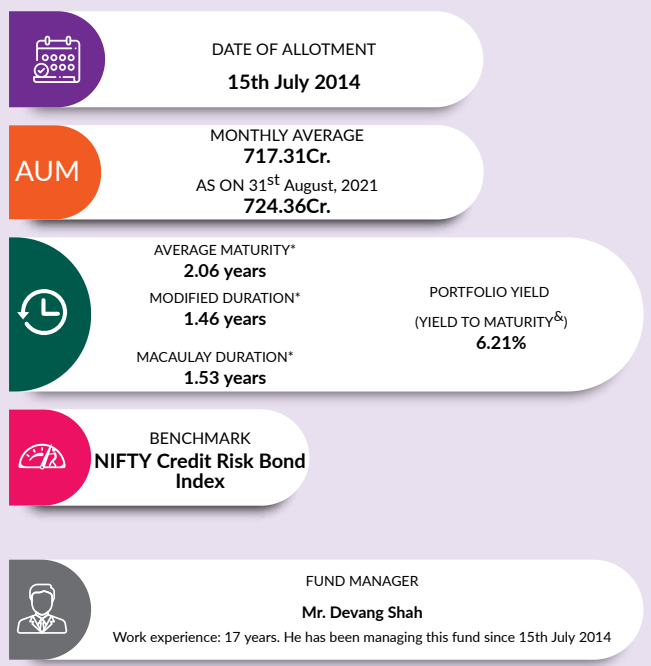 DATE OF ALLOTMENT
15th July 2014
AUM
MONTHLY AVERAGE
717.31Cr.
AS ON 31st August, 2021
724.36Cr.
AVERAGE MATURITY*
2.06 years
MODIFIED DURATION*
1.46 years
MACAULAY DURATION*
1.53 years
PORTFOLIO YIELD
(YIELD TO MATURITY&)
6.21%
BENCHMARK
NIFTY Credit Risk Bond
Index
FUND MANAGER
Mr. Devang Shah
Work experience: 17 years. He has been managing this fund since 15th July 2014